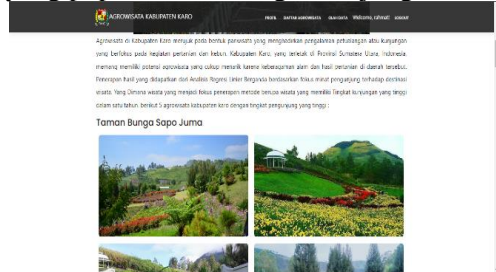 AGROWISATA KABUPATEN KARO
PROFIL DAFTAR AGROWISATA OLAH DATA Welcome, rahmat! LOGOUT
Agrowisata di Kabupaten Karo merujuk pada bentuk pariwisata yang menghadirkan pengalaman petualangan atau kunjungan
yang berfokus pada kegiatan pertanian dan kebun. Kabupaten Karo, yang terletak di Provinsi Sumatera Utara, Indonesia,
memang memiliki potensi agrowisata yang cukup menarik karena keberagaman alam dan hasil pertanian di daerah tersebut.
Penerapan hasil yang didapatkan dari Analisis Regresi Linier Berganda berdasarkan fokus minat pengunjung terhadap destinasi
wisata. Yang Dimana wisata yang menjadi fokus penerapan metode berupa wisata yang memiliki Tingkat kunjungan yang tinggi
dalam satu tahun. berikut 5 agrowisata kabupaten karo dengan tingkat pengunjung yang tinggi :
Taman Bunga Sapo Juma